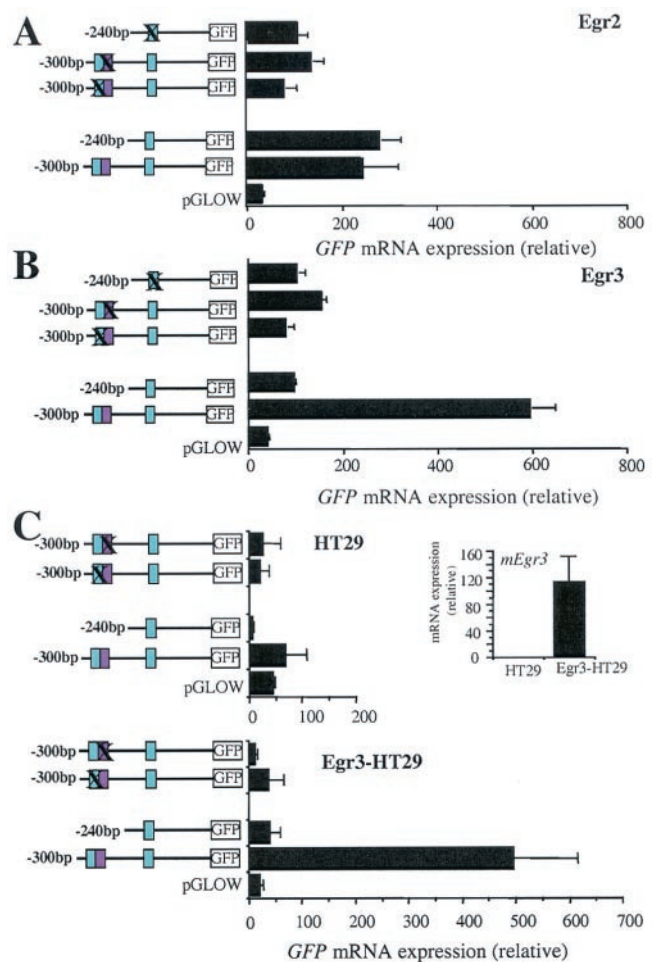 A
Egr2
-240bp X GFP
-300bp X GFP
-300bp X GFP
-240bp GFP
-300bp GFP
pGLOW
0 200 400 600 800
GFP mRNA expression (relative)
B
Egr3
-240bp X GFP
-300bp X GFP
-300bp X GFP
-240bp GFP
-300bp GFP
pGLOW
0 200 400 600 800
GFP mRNA expression (relative)
C
HT29
-300bp X GFP
-300bp X GFP
-240bp GFP
-300bp GFP
pGLOW
0 100 200
mEgr3
mRNA expression
(relative)
160
120
80
40
0
HT29 Egr3-HT29
Egr3-HT29
-300bp X GFP
-300bp X GFP
-240bp GFP
-300bp GFP
pGLOW
0 100 200 300 400 500 600 700
GFP mRNA expression (relative)